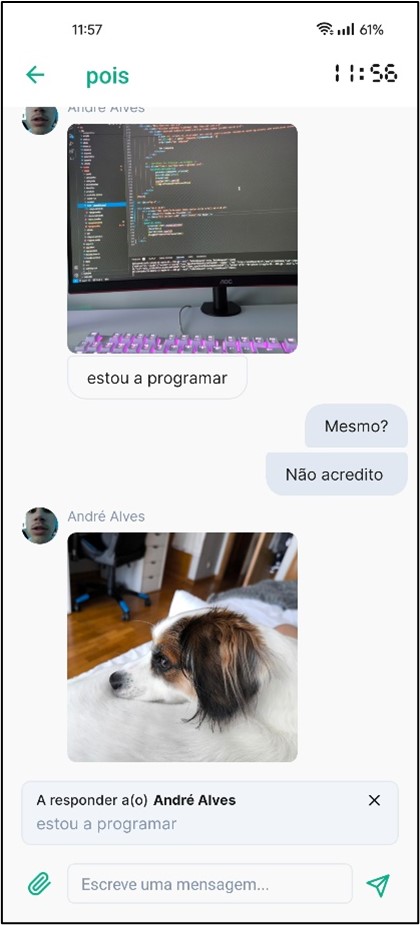 11:57
61%
pois
11:56
André Alves
AOC
estou a programar
Mesmo?
Não acredito
André Alves
A responder a(o) André Alves
estou a programar
Escreve uma mensagem...